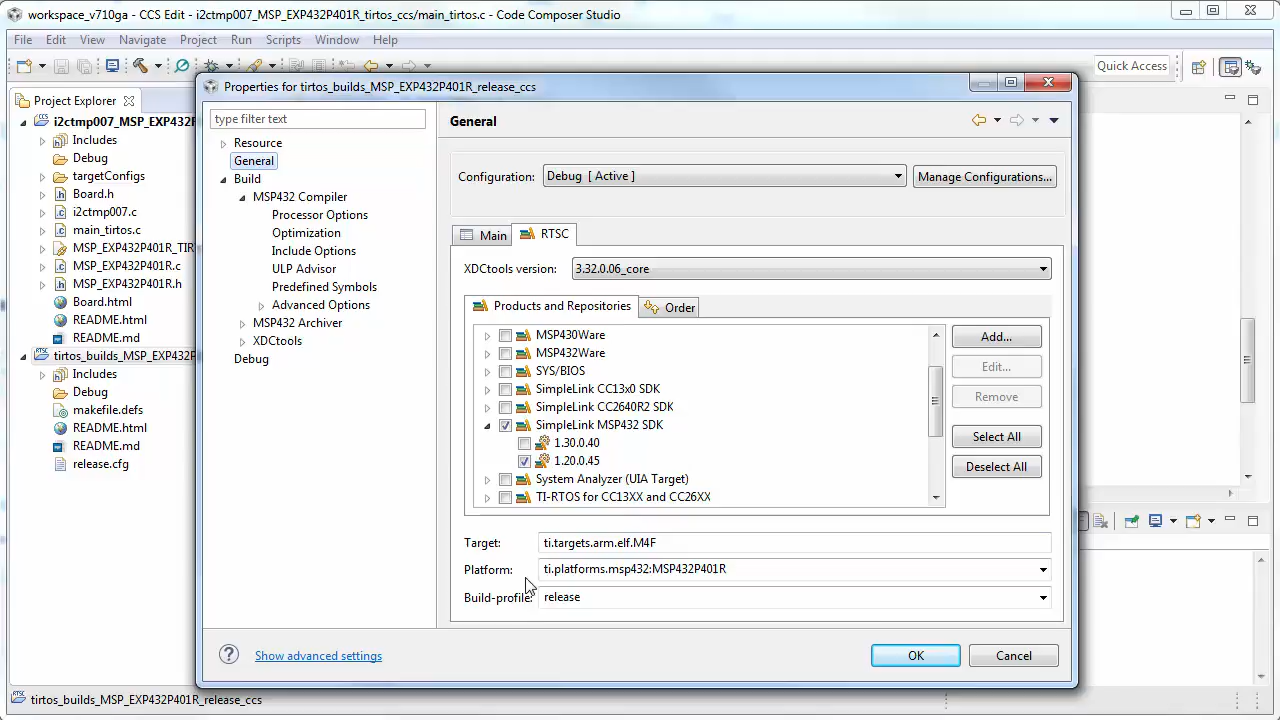 workspace_v710ga - CCS Edit - i2ctmp007_MSP_EXP432P401R_tirtos_ccs/main_tirtos.c - Code Composer Studio
File Edit View Navigate Project Run Scripts Window Help
Quick Access
Project Explorer
i2ctmp007_MSP_EXP432P
Includes
Debug
targetConfigs
Board.h
i2ctmp007.c
main_tirtos.c
MSP_EXP432P401R_TIR
MSP_EXP432P401R.c
MSP_EXP432P401R.h
Board.html
README.html
README.md
tirtos_builds_MSP_EXP432P
Includes
Debug
makefile.defs
README.html
README.md
release.cfg
Properties for tirtos_builds_MSP_EXP432P401R_release_ccs
type filter text
Resource
General
Build
MSP432 Compiler
Processor Options
Optimization
Include Options
ULP Advisor
Predefined Symbols
Advanced Options
MSP432 Archiver
XDCtools
Debug
General
Configuration: Debug [ Active ] Manage Configurations...
Main RTSC
XDCtools version: 3.32.0.06_core
Products and Repositories Order
MSP430Ware
MSP432Ware
SYS/BIOS
SimpleLink CC13x0 SDK
SimpleLink CC2640R2 SDK
SimpleLink MSP432 SDK
1.30.0.40
1.20.0.45
System Analyzer (UIA Target)
TI-RTOS for CC13XX and CC26XX
Add...
Edit...
Remove
Select All
Deselect All
Target: ti.targets.arm.elf.M4F
Platform: ti.platforms.msp432:MSP432P401R
Build-profile: release
Show advanced settings OK Cancel
tirtos_builds_MSP_EXP432P401R_release_ccs